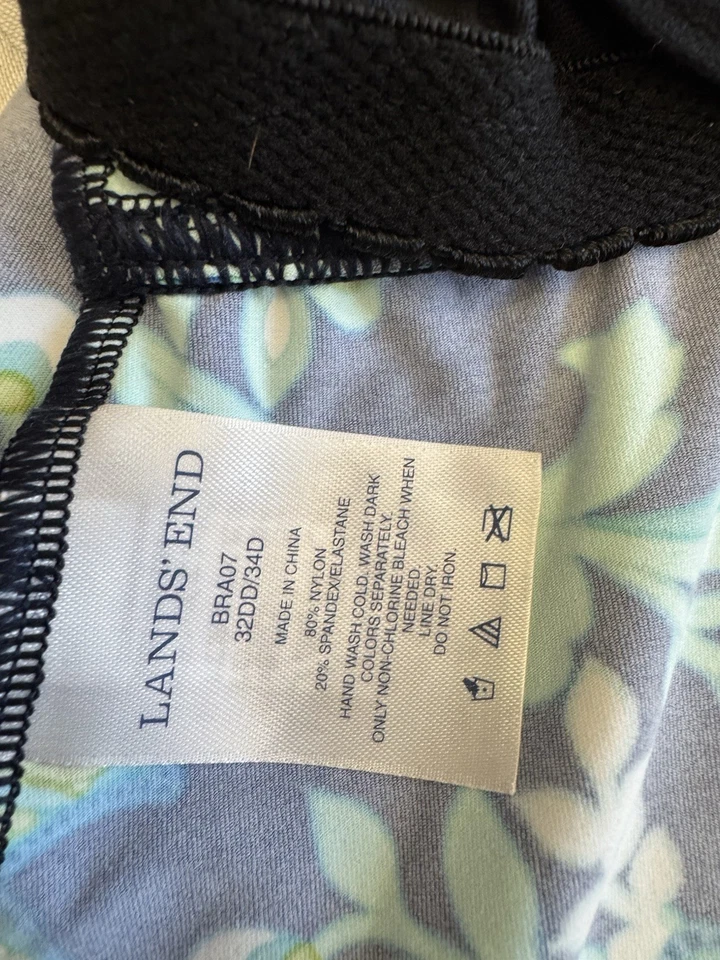 LANDS' END
BRA07
32DD/34D
MADE IN CHINA
80% NYLON
20% SPANDEX/ELASTANE
HAND WASH COLD, WASH DARK
COLORS SEPARATELY.
ONLY NON-CHLORINE BLEACH WHEN
NEEDED.
LINE DRY.
DO NOT IRON.